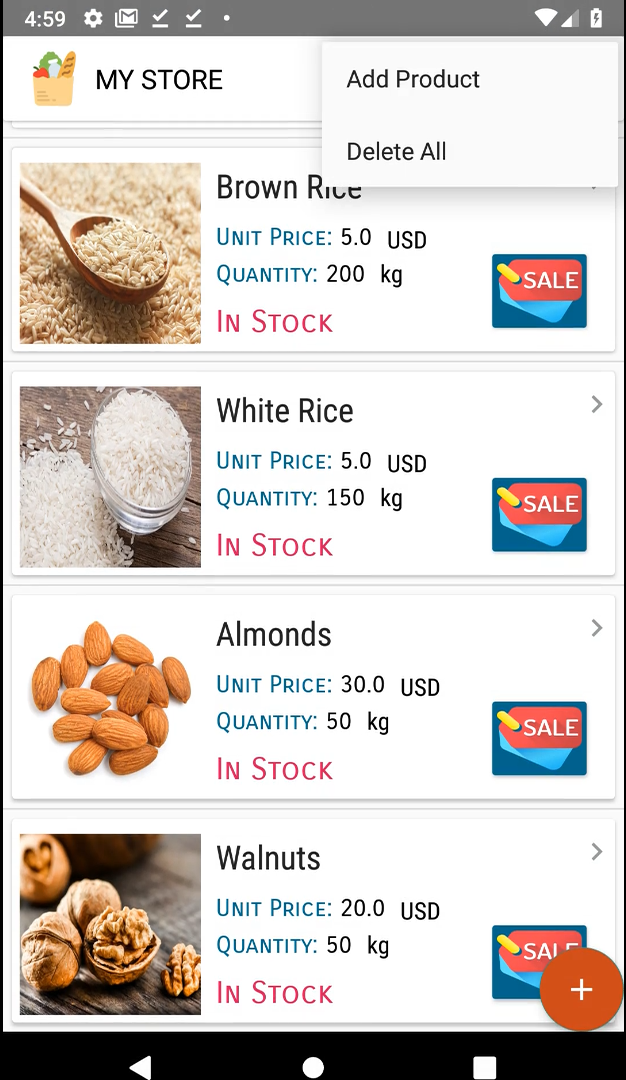 4:59
MY STORE
Add Product
Delete All
Brown Rice
Unit Price: 5.0 USD
Quantity: 200 kg
SALE
In Stock
White Rice
Unit Price: 5.0 USD
Quantity: 150 kg
SALE
In Stock
Almonds
Unit Price: 30.0 USD
Quantity: 50 kg
SALE
In Stock
Walnuts
Unit Price: 20.0 USD
Quantity: 50 kg
SALE
In Stock
+